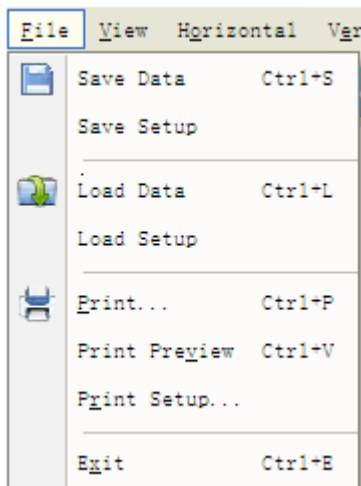 File View Horizontal Ver
Save Data Ctrl+S
Save Setup
Load Data Ctrl+L
Load Setup
Print... Ctrl+P
Print Preview Ctrl+V
Print Setup...
Exit Ctrl+E